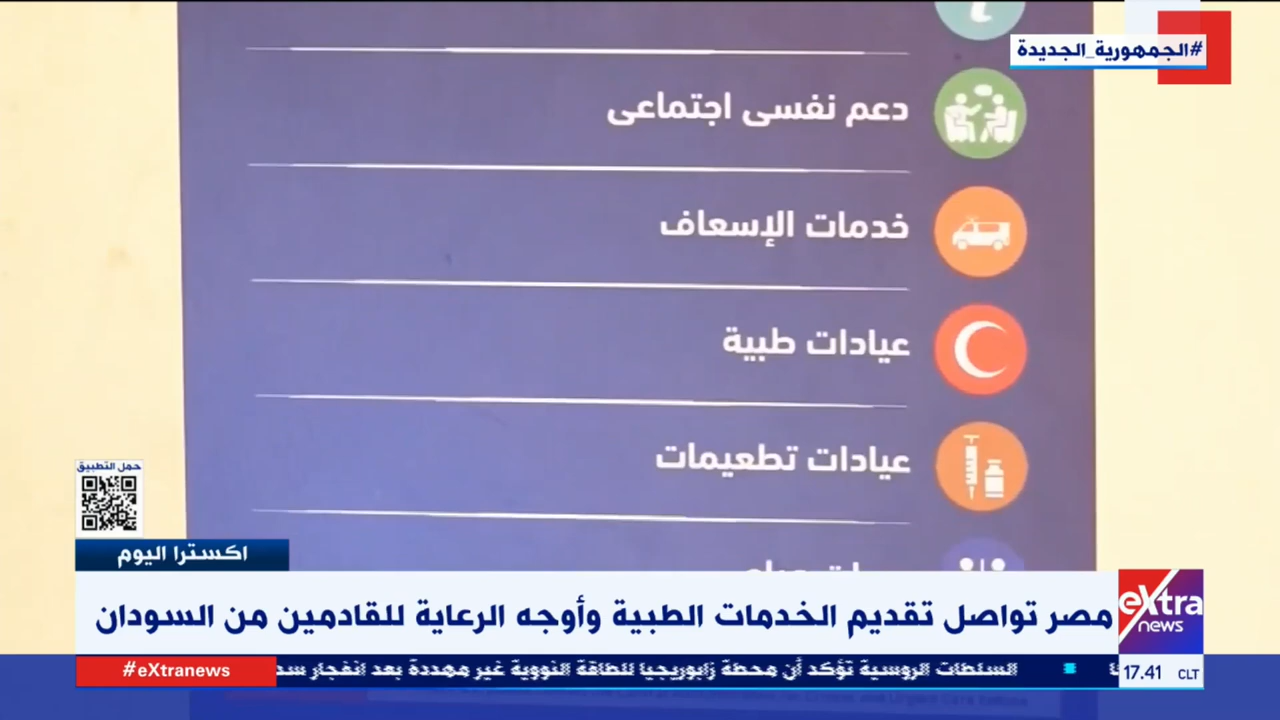 #الجمهورية_الجديدة
دعم نفسى اجتماعى
خدمات الإسعاف
عيادات طبية
عيادات تطعيمات
حمل التطبيق
اكسترا اليوم
مصر تواصل تقديم الخدمات الطبية وأوجه الرعاية للقادمين من السودان
eXtra news
السلطات الروسية تؤكد أن محطة زابوريجيا للطاقة النووية غير مهددة بعد انفجار
#eXtranews
17.41 CLT